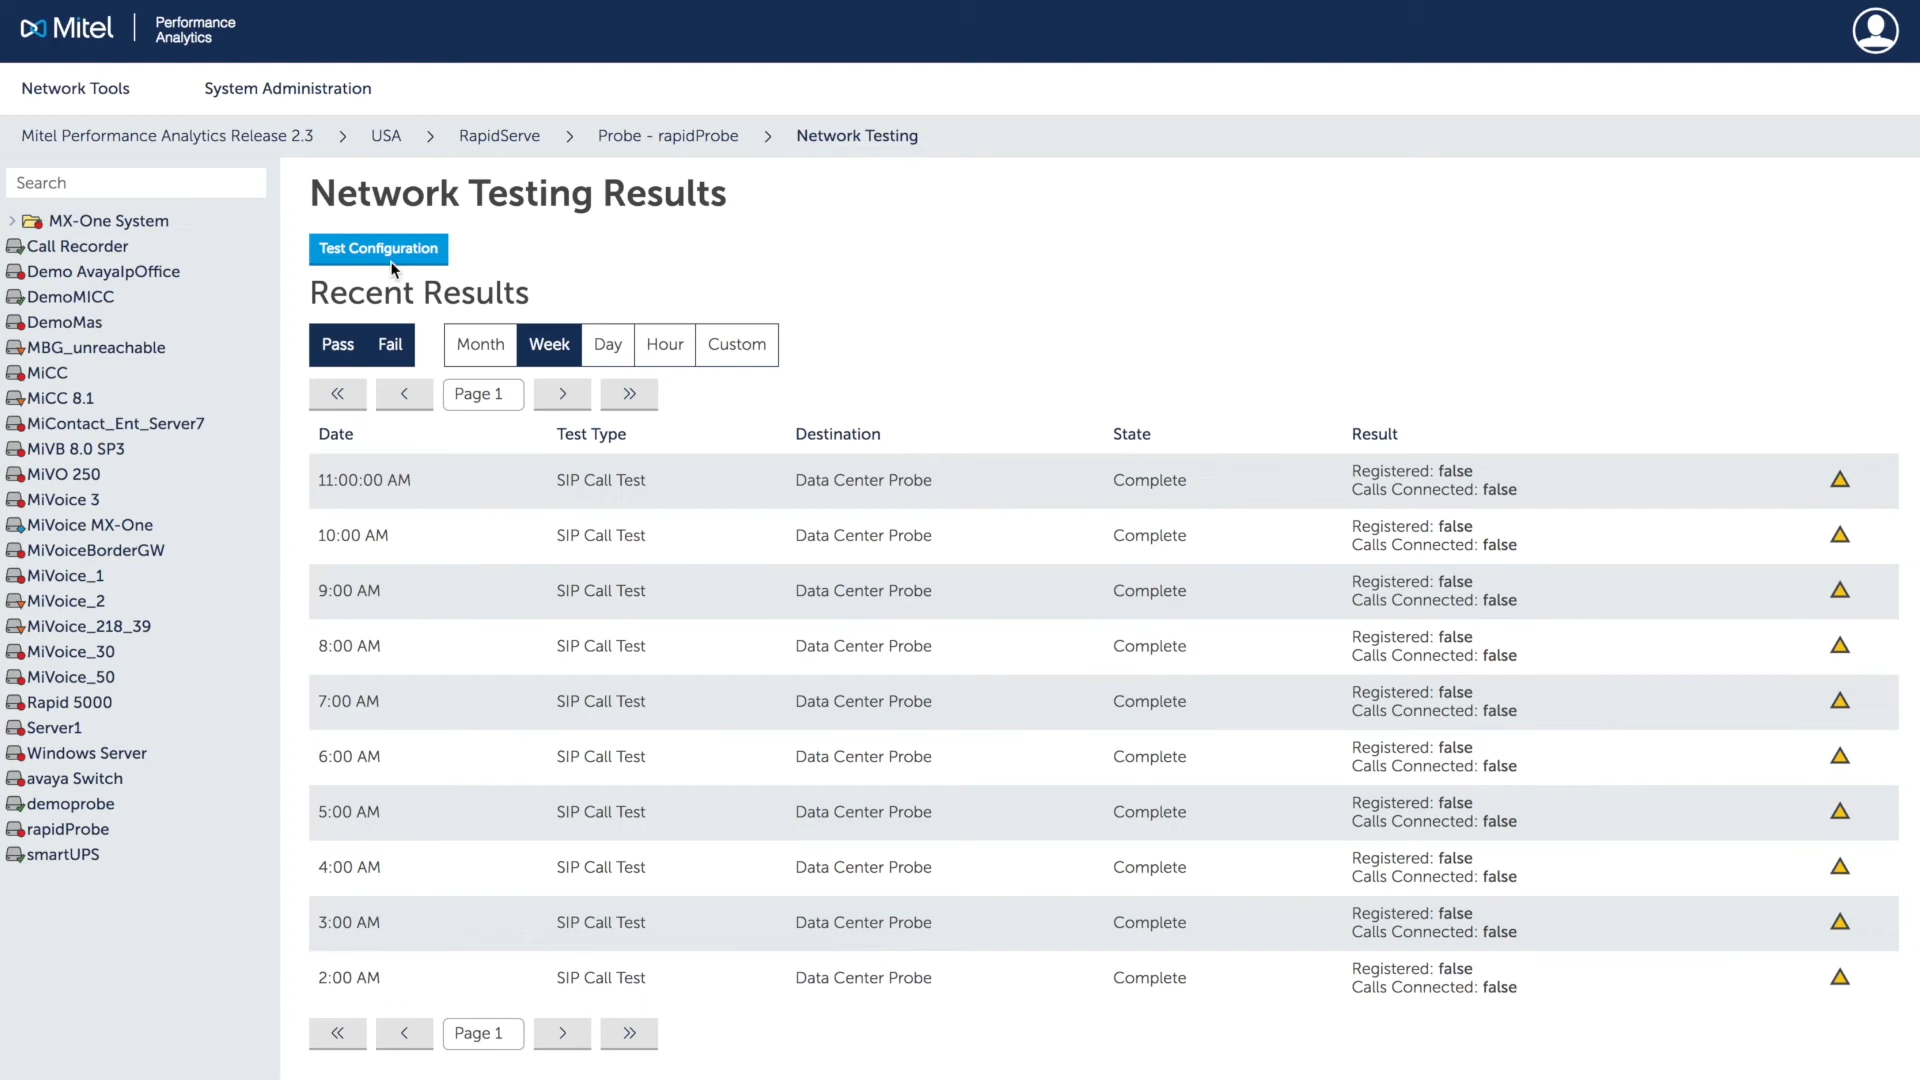 Mitel
Performance
Analytics
Network Tools
System Administration
Mitel Performance Analytics Release 2.3 > USA > RapidServe > Probe - rapidProbe > Network Testing
Search
MX-One System
Call Recorder
Demo AvayaIpOffice
DemoMICC
DemoMas
MBG_unreachable
MiCC
MiCC 8.1
MiContact_Ent_Server7
MiVB 8.0 SP3
MiVO 250
MiVoice 3
MiVoice MX-One
MiVoiceBorderGW
MiVoice_1
MiVoice_2
MiVoice_218_39
MiVoice_30
MiVoice_50
Rapid 5000
Server1
Windows Server
avaya Switch
demoprobe
rapidProbe
smartUPS
Network Testing Results
Test Configuration
Recent Results
Pass Fail Month Week Day Hour Custom
« < Page 1 > »
Date Test Type Destination State Result
11:00:00 AM SIP Call Test Data Center Probe Complete Registered: false
Calls Connected: false
10:00 AM SIP Call Test Data Center Probe Complete Registered: false
Calls Connected: false
9:00 AM SIP Call Test Data Center Probe Complete Registered: false
Calls Connected: false
8:00 AM SIP Call Test Data Center Probe Complete Registered: false
Calls Connected: false
7:00 AM SIP Call Test Data Center Probe Complete Registered: false
Calls Connected: false
6:00 AM SIP Call Test Data Center Probe Complete Registered: false
Calls Connected: false
5:00 AM SIP Call Test Data Center Probe Complete Registered: false
Calls Connected: false
4:00 AM SIP Call Test Data Center Probe Complete Registered: false
Calls Connected: false
3:00 AM SIP Call Test Data Center Probe Complete Registered: false
Calls Connected: false
2:00 AM SIP Call Test Data Center Probe Complete Registered: false
Calls Connected: false
« < Page 1 > »